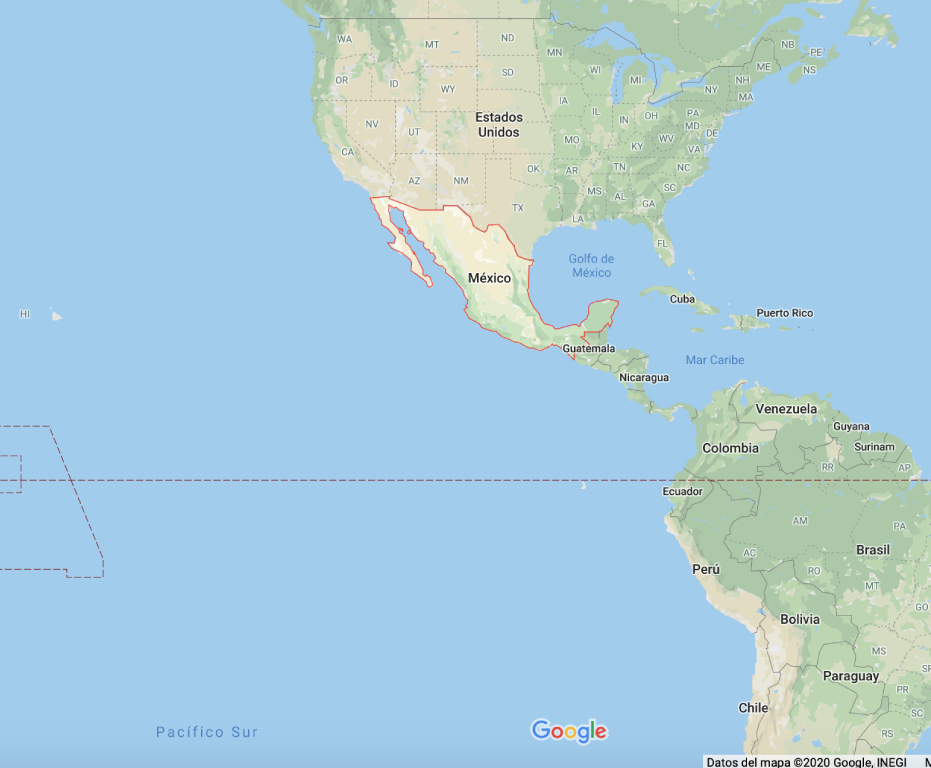 WA
MT
ND
MN
NB
PE
NS
ME
OR
ID
WY
SD
WI
MI
NY
NH
MA
Estados
Unidos
NV
UT
IA
IL
IN
OH
PA
MD
DE
CA
MO
KY
WV
VA
AZ
NM
OK
AR
TN
NC
TX
MS
AL
GA
SC
LA
FL
Golfo de
México
México
Cuba
Puerto Rico
HI
Guatemala
Mar Caribe
Nicaragua
Venezuela
Guyana
Colombia
Surinam
RR
AP
Ecuador
AM
PA
AC
Brasil
Perú
RO
MT
GO
Bolivia
MS
SP
Paraguay
PR
Chile
SC
RS
Pacífico Sur
Google
Datos del mapa ©2020 Google, INEGI